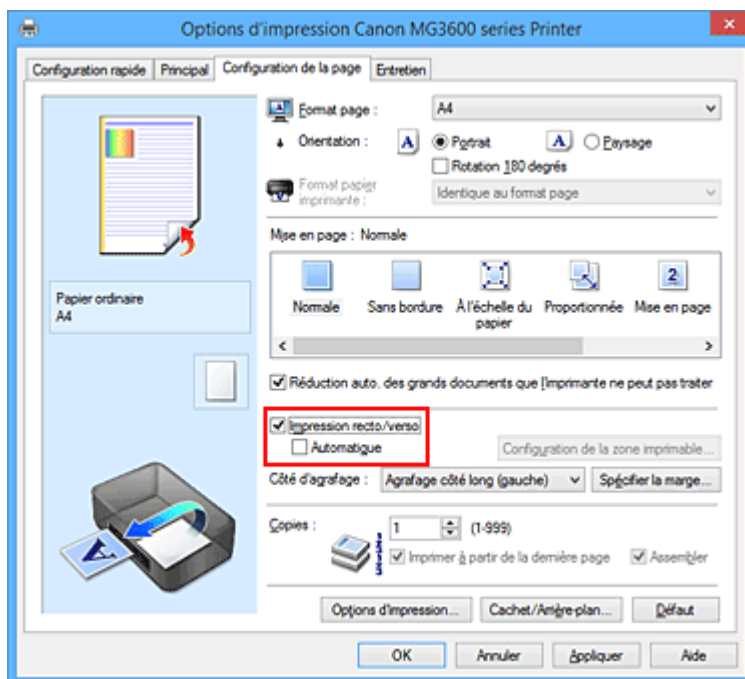 Options d'impression Canon MG3600 series Printer
Configuration rapide Principal Configuration de la page Entretien
Format page : A4
Orientation : A Portrait A Paysage
Rotation 180 degrés
Format papier imprimante : Identique au format page
Mise en page : Normale
Normale Sans bordure À l'échelle du papier Proportionnée Mise en page
2
Papier ordinaire
A4
Réduction auto. des grands documents que l'imprimante ne peut pas traiter
Impression recto/verso
Automatique Configuration de la zone imprimable...
Côté d'agrafage : Agrafage côté long (gauche) Spécifier la marge...
Copies : 1 (1-999)
Imprimer à partir de la dernière page Assembler
A
Options d'impression... Cachet/Arrière-plan... Défaut
OK Annuler Appliquer Aide